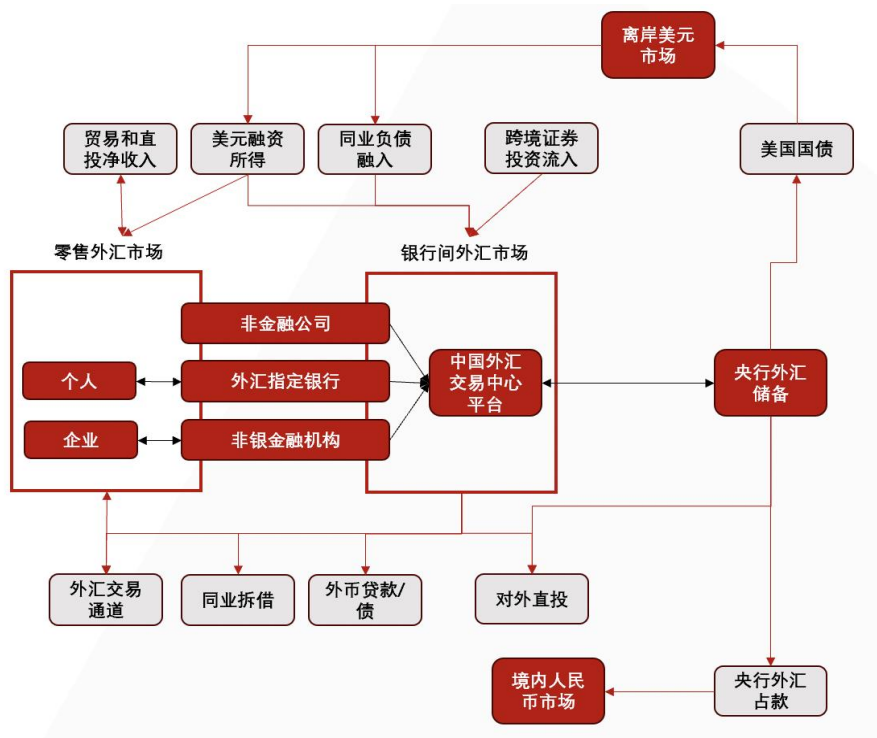 离岸美元
市场
贸易和直
投净收入
美元融资
所得
同业负债
融入
跨境证券
投资流入
美国国债
零售外汇市场
银行间外汇市场
非金融公司
个人
外汇指定银行
中国外汇
交易中心
平台
央行外汇
储备
企业
非银金融机构
外汇交易
通道
同业拆借
外币贷款/
债
对外直投
境内人民
币市场
央行外汇
占款